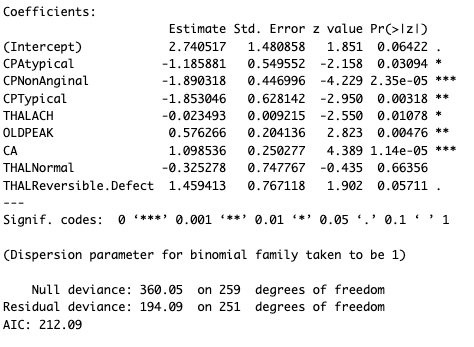 Coefficients:
Estimate Std. Error z value Pr(>|z|)
(Intercept) 2.740517 1.480858 1.851 0.06422 .
CPAtypical -1.185881 0.549552 -2.158 0.03094 *
CPNonAnginal -1.890318 0.446996 -4.229 2.35e-05 ***
CPTypical -1.853046 0.628142 -2.950 0.00318 **
THALACH -0.023493 0.009215 -2.550 0.01078 *
OLDPEAK 0.576266 0.204136 2.823 0.00476 **
CA 1.098536 0.250277 4.389 1.14e-05 ***
THALNormal -0.325278 0.747767 -0.435 0.66356
THALReversible.Defect 1.459413 0.767118 1.902 0.05711 .
---
Signif. codes: 0 ‘***’ 0.001 ‘**’ 0.01 ‘*’ 0.05 ‘.’ 0.1 ‘ ’ 1
(Dispersion parameter for binomial family taken to be 1)
Null deviance: 360.05 on 259 degrees of freedom
Residual deviance: 194.09 on 251 degrees of freedom
AIC: 212.09